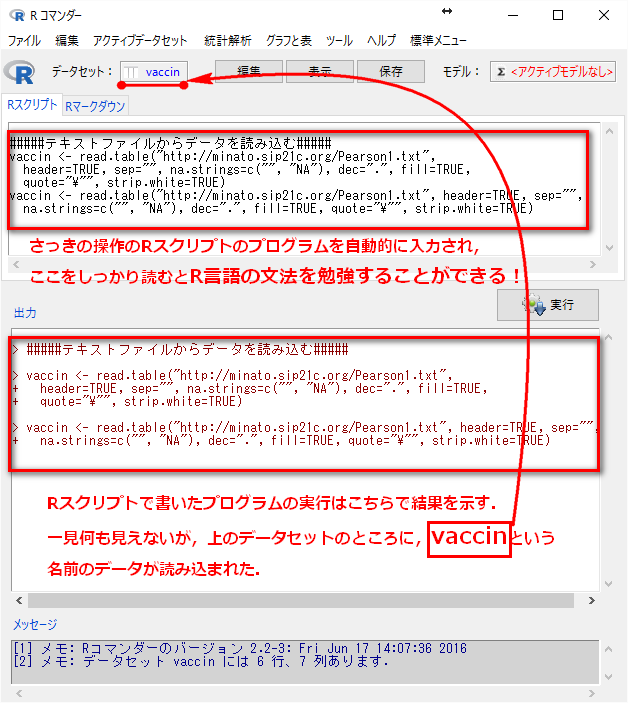 R コマンダー
ファイル 編集 アクティブデータセット 統計解析 グラフと表 ツール ヘルプ 標準メニュー
データセット: vaccin 編集 表示 保存 モデル: Σ <アクティブモデルなし>
Rスクリプト Rマークダウン
#####テキストファイルからデータを読み込む#####
vaccin <- read.table("http://minato.sip21c.org/Pearson1.txt",
header=TRUE, sep="", na.strings=c("", "NA"), dec=".", fill=TRUE,
quote="¥"", strip.white=TRUE)
vaccin <- read.table("http://minato.sip21c.org/Pearson1.txt", header=TRUE, sep="",
na.strings=c("", "NA"), dec=".", fill=TRUE, quote="¥"", strip.white=TRUE)
さっきの操作のRスクリプトのプログラムを自動的に入力され，
ここをしっかり読むとR言語の文法を勉強することができる！
実行
出力
> #####テキストファイルからデータを読み込む#####
> vaccin <- read.table("http://minato.sip21c.org/Pearson1.txt",
+ header=TRUE, sep="", na.strings=c("", "NA"), dec=".", fill=TRUE,
+ quote="¥"", strip.white=TRUE)
> vaccin <- read.table("http://minato.sip21c.org/Pearson1.txt", header=TRUE, sep="",
+ na.strings=c("", "NA"), dec=".", fill=TRUE, quote="¥"", strip.white=TRUE)
Rスクリプトで書いたプログラムの実行はこちらで結果を示す．
一見何も見えないが，上のデータセットのところに，vaccinという
名前のデータが読み込まれた．
メッセージ
[1] メモ: Rコマンダーのバージョン 2.2-3: Fri Jun 17 14:07:36 2016
[2] メモ: データセット vaccin には 6 行、7 列あります.